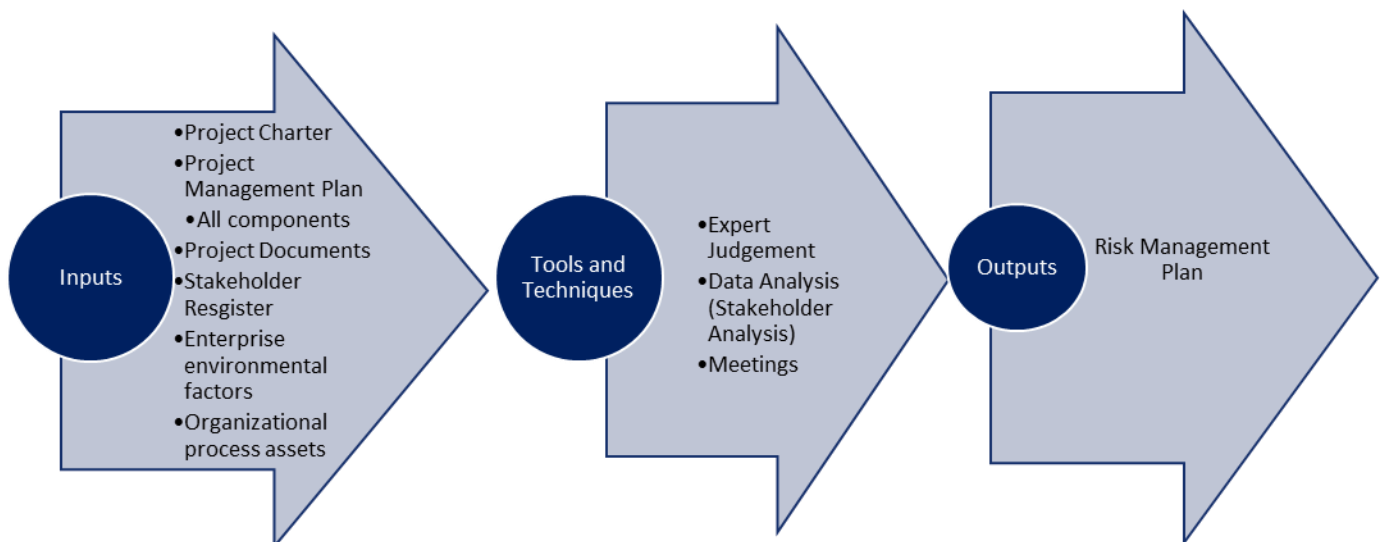 Inputs
•Project Charter
•Project
Management Plan
•All components
•Project Documents
•Stakeholder
Resgister
•Enterprise
environmental
factors
•Organizational
process assets
Tools and
Techniques
•Expert
Judgement
•Data Analysis
(Stakeholder
Analysis)
•Meetings
Outputs
Risk Management
Plan